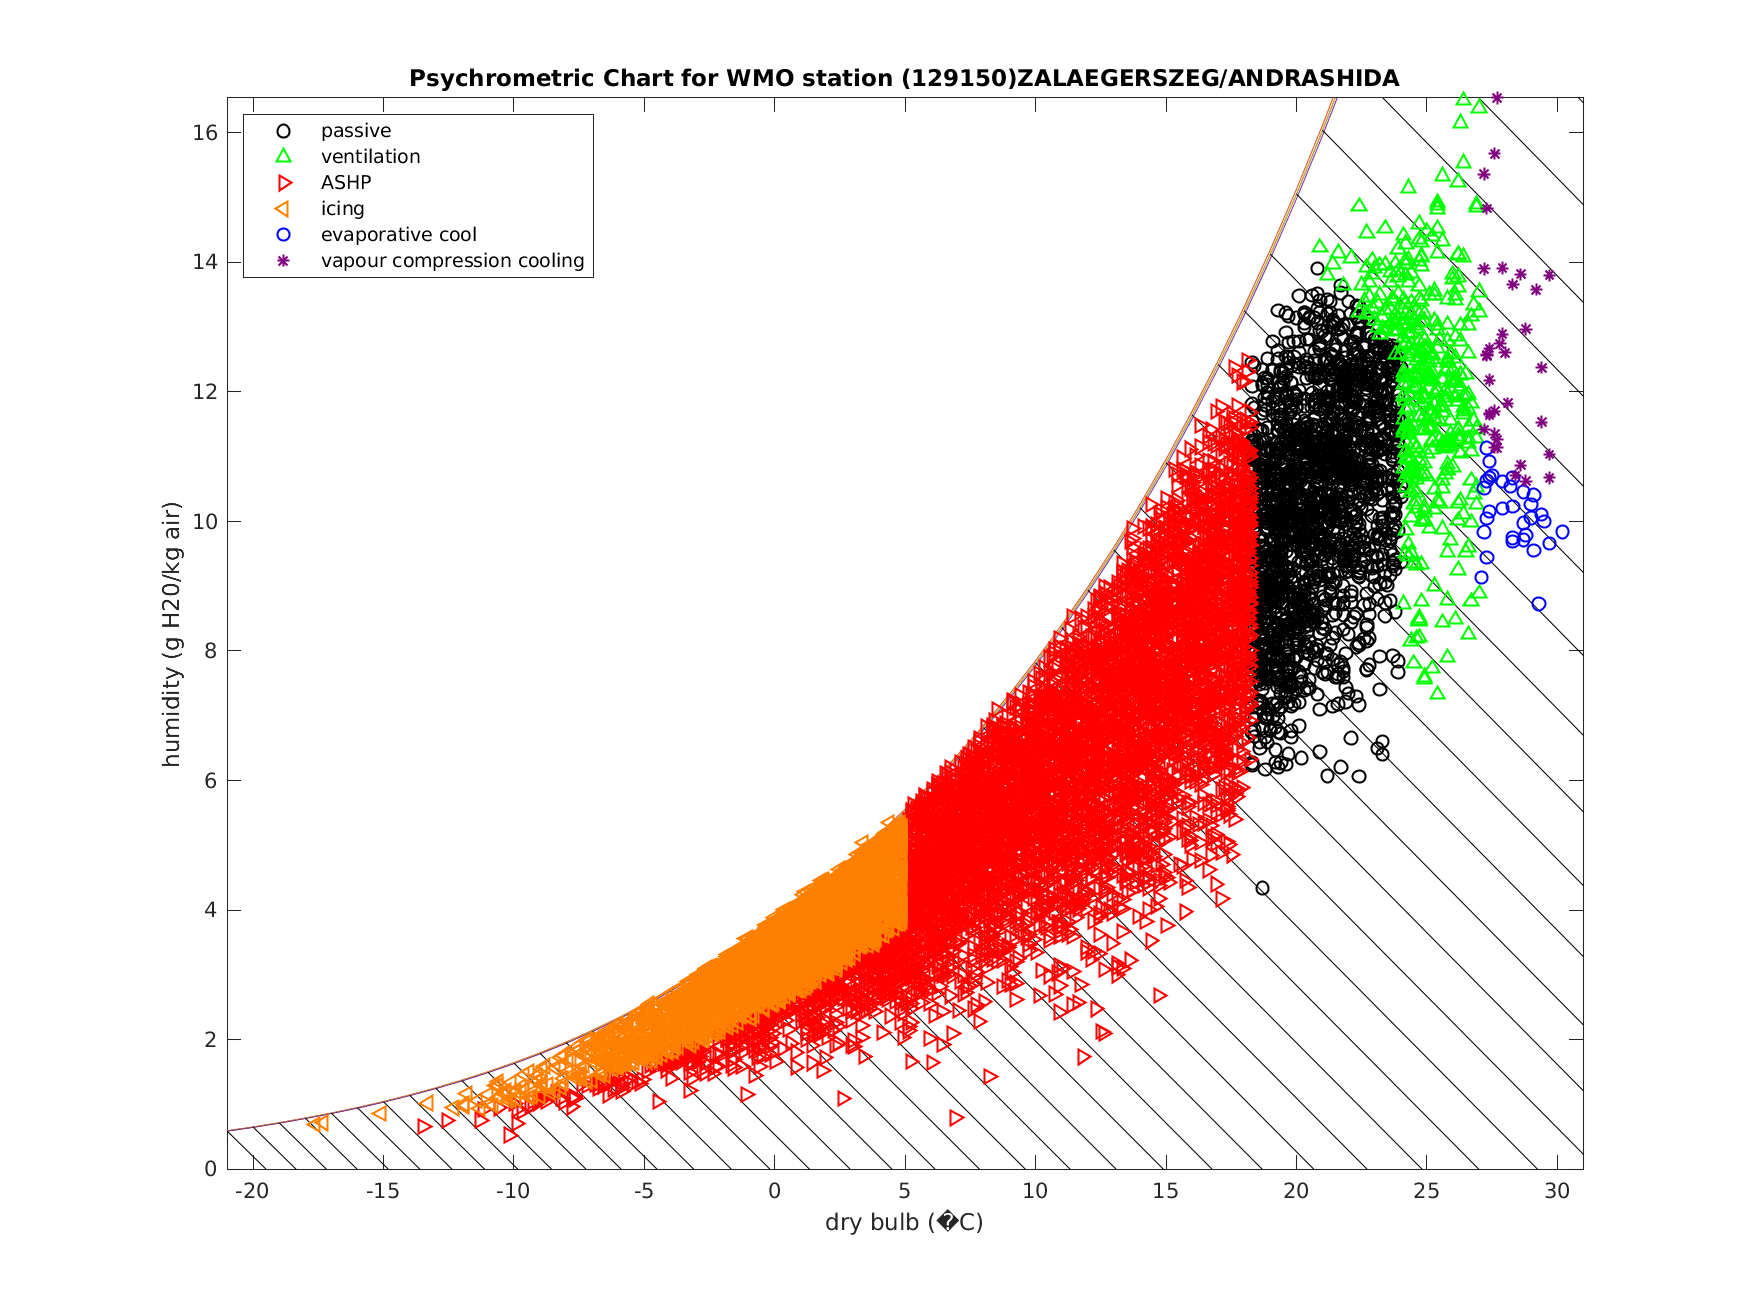 Psychrometric Chart for WMO station (129150)ZALAEGERSZEG/ANDRASHIDA
passive
ventilation
ASHP
icing
evaporative cool
vapour compression cooling
humidity (g H20/kg air)
16
14
12
10
8
6
4
2
0
-20 -15 -10 -5 0 5 10 15 20 25 30
dry bulb (�C)